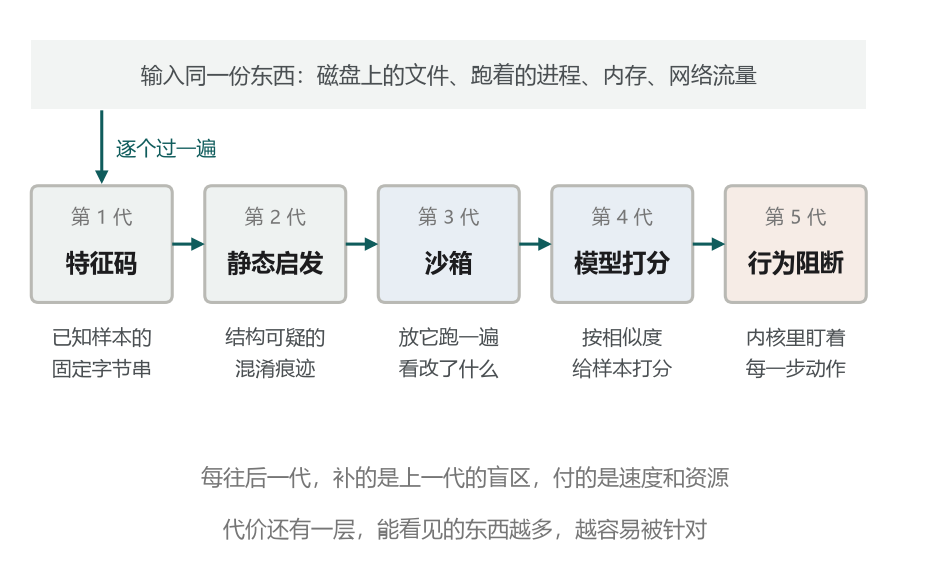 输入同一份东西：磁盘上的文件、跑着的进程、内存、网络流量
逐个过一遍
第 1 代
特征码
已知样本的
固定字节串
第 2 代
静态启发
结构可疑的
混淆痕迹
第 3 代
沙箱
放它跑一遍
看改了什么
第 4 代
模型打分
按相似度
给样本打分
第 5 代
行为阻断
内核里盯着
每一步动作
每往后一代，补的是上一代的盲区，付的是速度和资源
代价还有一层，能看见的东西越多，越容易被针对